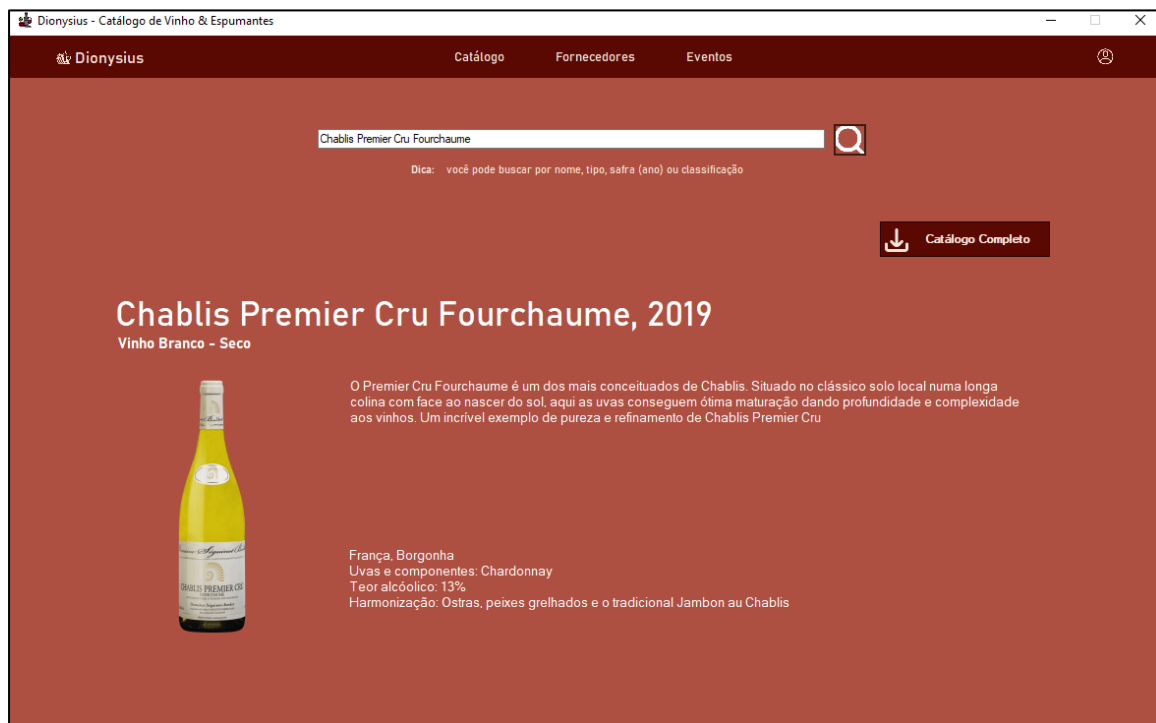 Dionysius - Catálogo de Vinho & Espumantes
Dionysius
Catálogo Fornecedores Eventos
Chablis Premier Cru Fourchaume
Dica: você pode buscar por nome, tipo, safra (ano) ou classificação
Catálogo Completo
Chablis Premier Cru Fourchaume, 2019
Vinho Branco - Seco
O Premier Cru Fourchaume é um dos mais conceituados de Chablis. Situado no clássico solo local numa longa
colina com face ao nascer do sol, aqui as uvas conseguem ótima maturação dando profundidade e complexidade
aos vinhos. Um incrível exemplo de pureza e refinamento de Chablis Premier Cru
CHABLIS PREMIER CRU
França, Borgonha
Uvas e componentes: Chardonnay
Teor alcóolico: 13%
Harmonização: Ostras, peixes grelhados e o tradicional Jambon au Chablis